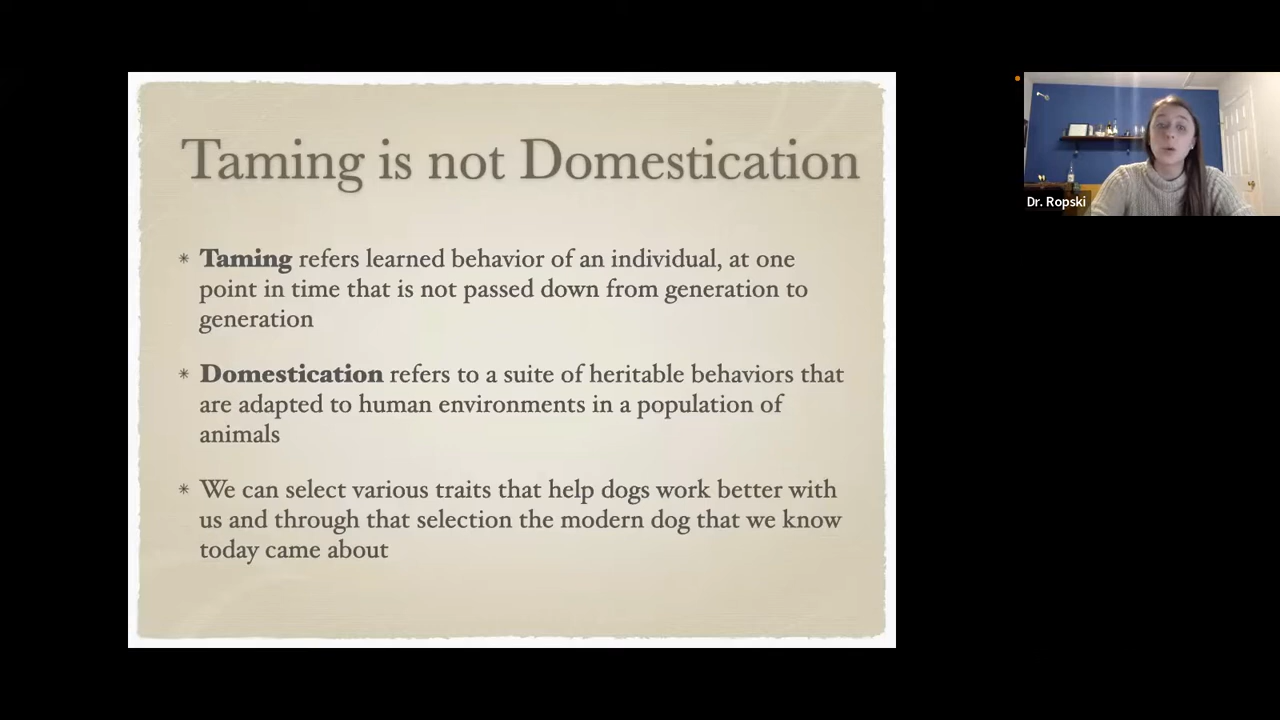 Taming is not Domestication
* Taming refers learned behavior of an individual, at one
point in time that is not passed down from generation to
generation
* Domestication refers to a suite of heritable behaviors that
are adapted to human environments in a population of
animals
* We can select various traits that help dogs work better with
us and through that selection the modern dog that we know
today came about
Dr. Ropski